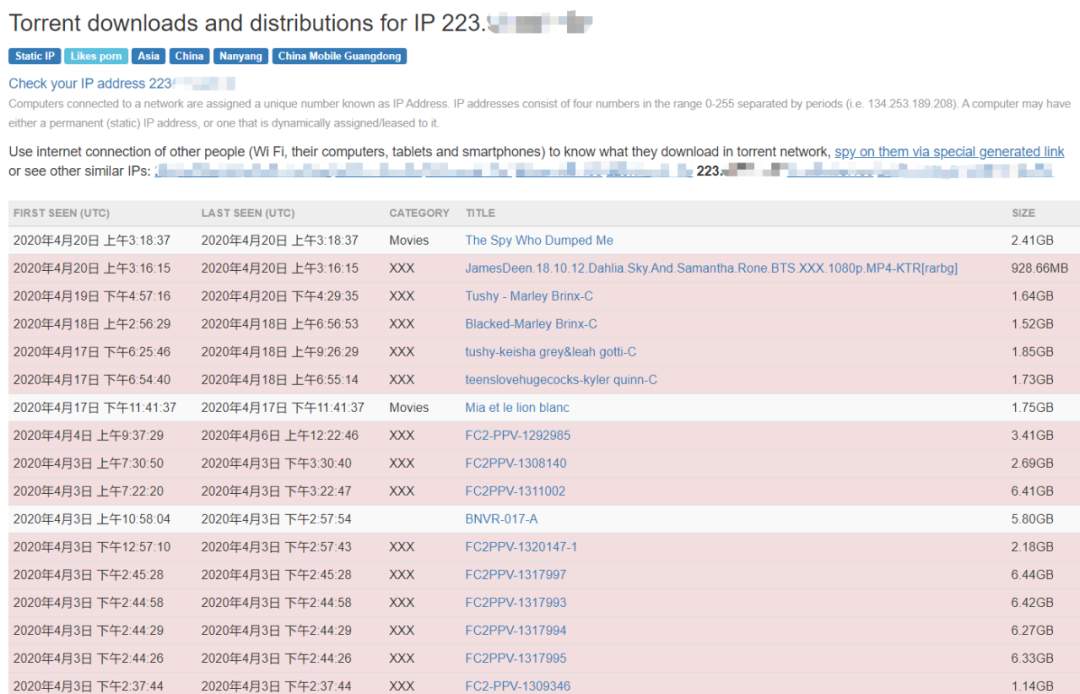 Torrent downloads and distributions for IP 223.
Static IP Likes porn Asia China Nanyang China Mobile Guangdong
Check your IP address 223
Computers connected to a network are assigned a unique number known as IP Address. IP addresses consist of four numbers in the range 0-255 separated by periods (i.e. 134.253.189.208). A computer may have
either a permanent (static) IP address, or one that is dynamically assigned/leased to it.
Use internet connection of other people (Wi Fi, their computers, tablets and smartphones) to know what they download in torrent network, spy on them via special generated link
or see other similar IPs: 223.
FIRST SEEN (UTC) LAST SEEN (UTC) CATEGORY TITLE SIZE
2020年4月20日 上午3:18:37 2020年4月20日 上午3:18:37 Movies The Spy Who Dumped Me 2.41GB
2020年4月20日 上午3:16:15 2020年4月20日 上午3:16:15 XXX JamesDeen.18.10.12.Dahlia.Sky.And.Samantha.Rone.BTS.XXX.1080p.MP4-KTR[rarbg] 928.66MB
2020年4月19日 下午4:57:16 2020年4月20日 下午4:29:35 XXX Tushy - Marley Brinx-C 1.64GB
2020年4月18日 上午2:56:29 2020年4月18日 上午6:56:53 XXX Blacked-Marley Brinx-C 1.52GB
2020年4月17日 下午6:25:46 2020年4月18日 上午9:26:29 XXX tushy-keisha grey&leah gotti-C 1.85GB
2020年4月17日 下午6:54:40 2020年4月18日 上午6:55:14 XXX teenslovehugecocks-kyler quinn-C 1.73GB
2020年4月17日 下午11:41:37 2020年4月17日 下午11:41:37 Movies Mia et le lion blanc 1.75GB
2020年4月4日 上午9:37:29 2020年4月6日 上午12:22:46 XXX FC2-PPV-1292985 3.41GB
2020年4月3日 上午7:30:50 2020年4月3日 下午3:30:40 XXX FC2PPV-1308140 2.69GB
2020年4月3日 上午7:22:20 2020年4月3日 下午3:22:47 XXX FC2PPV-1311002 6.41GB
2020年4月3日 上午10:58:04 2020年4月3日 下午2:57:54 BNVR-017-A 5.80GB
2020年4月3日 下午12:57:10 2020年4月3日 下午2:57:43 XXX FC2PPV-1320147-1 2.18GB
2020年4月3日 下午2:45:28 2020年4月3日 下午2:45:28 XXX FC2PPV-1317997 6.44GB
2020年4月3日 下午2:44:58 2020年4月3日 下午2:44:58 XXX FC2PPV-1317993 6.42GB
2020年4月3日 下午2:44:29 2020年4月3日 下午2:44:29 XXX FC2PPV-1317994 6.27GB
2020年4月3日 下午2:44:26 2020年4月3日 下午2:44:26 XXX FC2PPV-1317995 6.33GB
2020年4月3日 下午2:37:44 2020年4月3日 下午2:37:44 XXX FC2-PPV-1309346 1.14GB